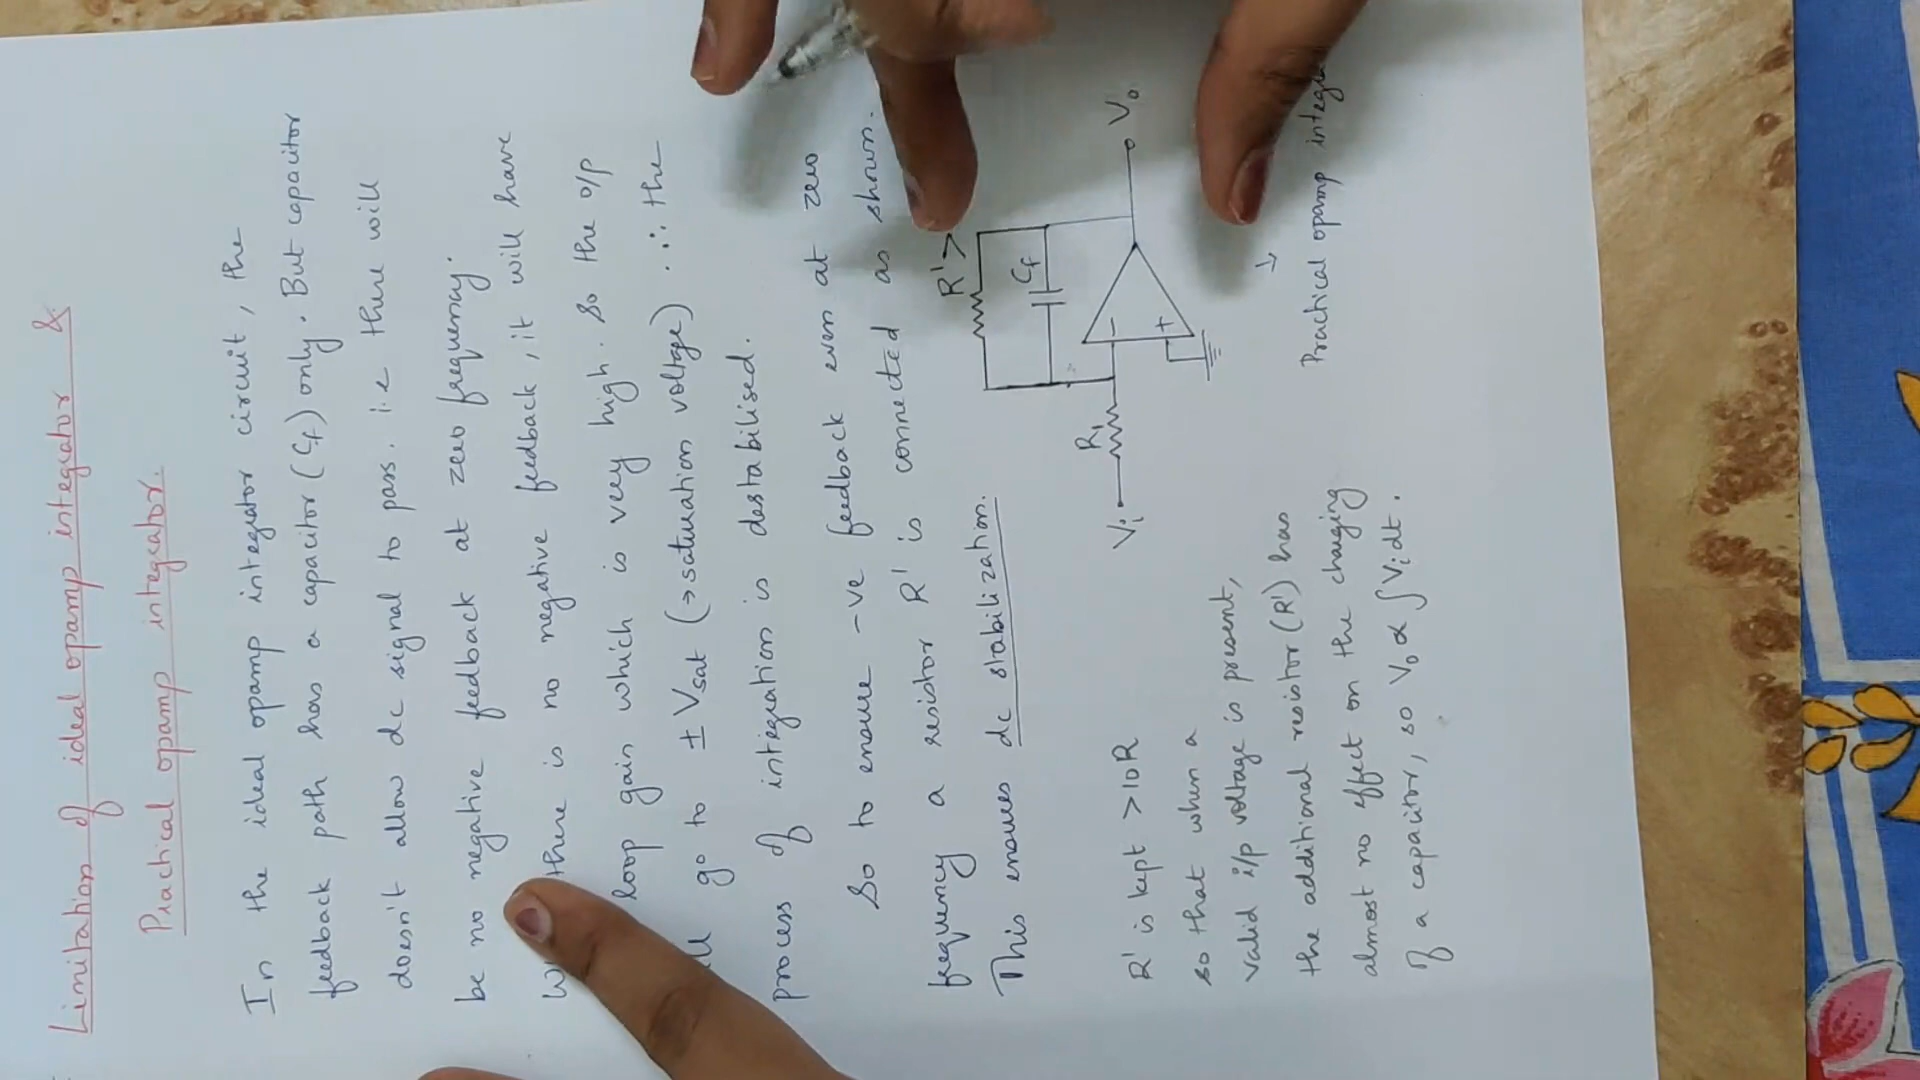 Limitation of ideal opamp integrator &
Practical opamp integrator.
In the ideal opamp integrator circuit, the
feedback path has a capacitor (Cf) only. But capacitor
doesn't allow dc signal to pass. i.e there will
be no negative feedback at zero frequency.
there is no negative feedback, it will have
loop gain which is very high. So the o/p
go to ± Vsat (→ saturation voltage) . ∴ the
process of integration is destabilised.
So to ensure -ve feedback even at zero
frequency a resistor R' is connected as shown.
This ensures dc stabilization.
R' is kept >10R
so that when a
valid i/p voltage is present,
the additional resistor (R') has
almost no effect on the charging
of a capacitor, so Vo ∝ ∫Vidt.
R' >
Cf
R1
Vi
−
+
Vo
↓
Practical opamp